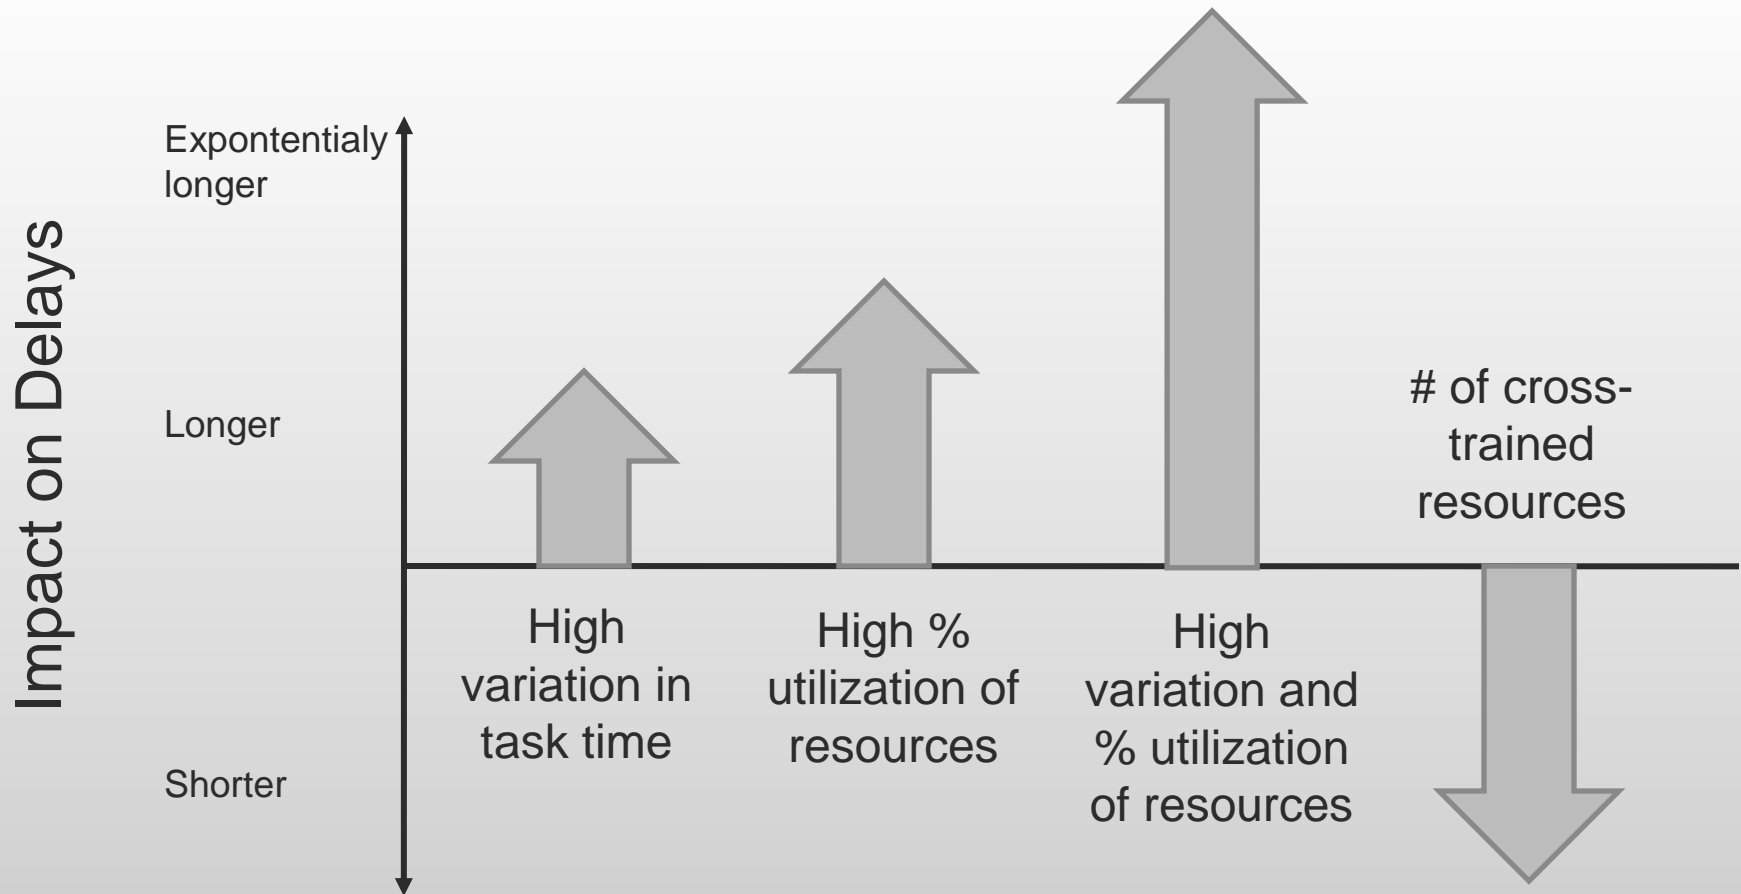 Impact on Delays
Expontentialy
longer
Longer
Shorter
High
variation in
task time
High %
utilization of
resources
High
variation and
% utilization
of resources
# of cross-
trained
resources